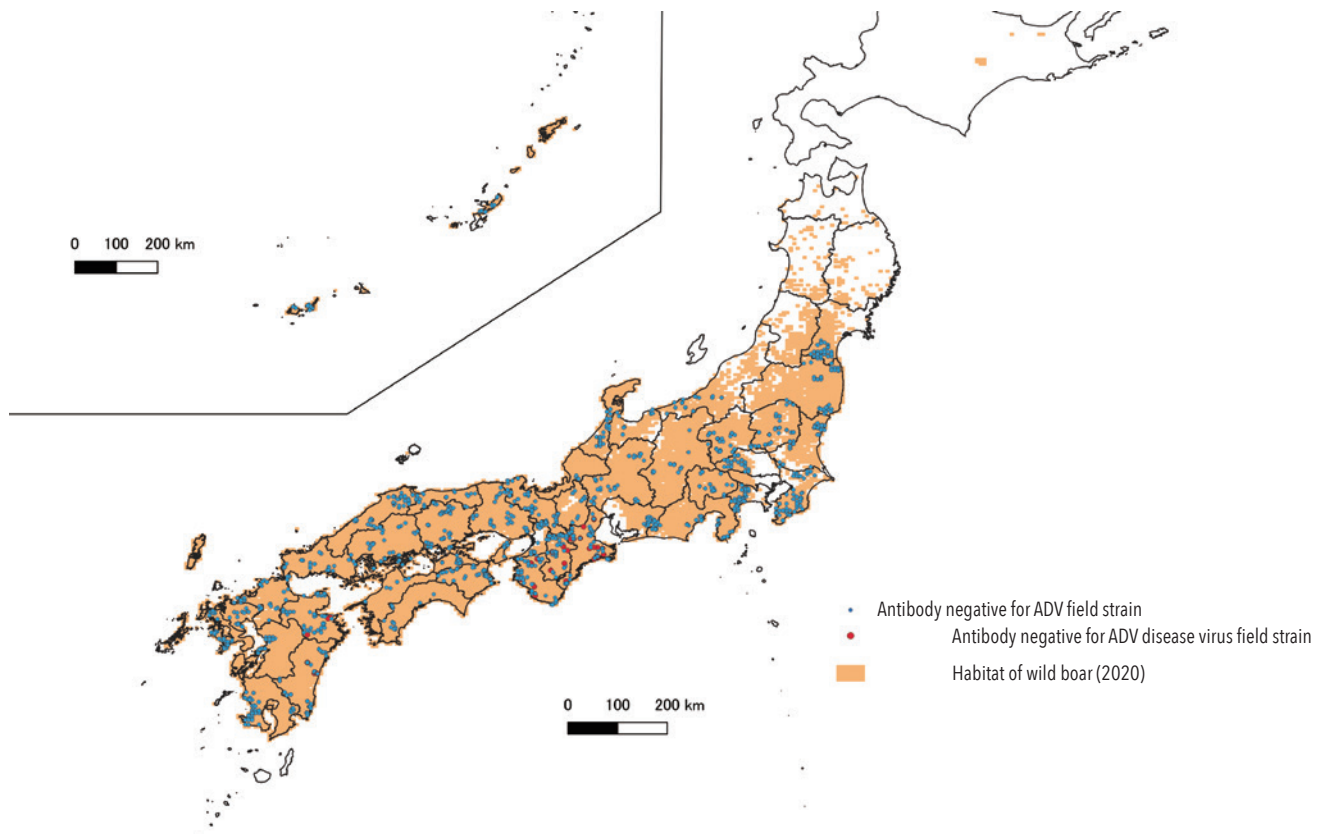 0 100 200 km
Antibody negative for ADV field strain
Antibody negative for ADV disease virus field strain
Habitat of wild boar (2020)
0 100 200 km